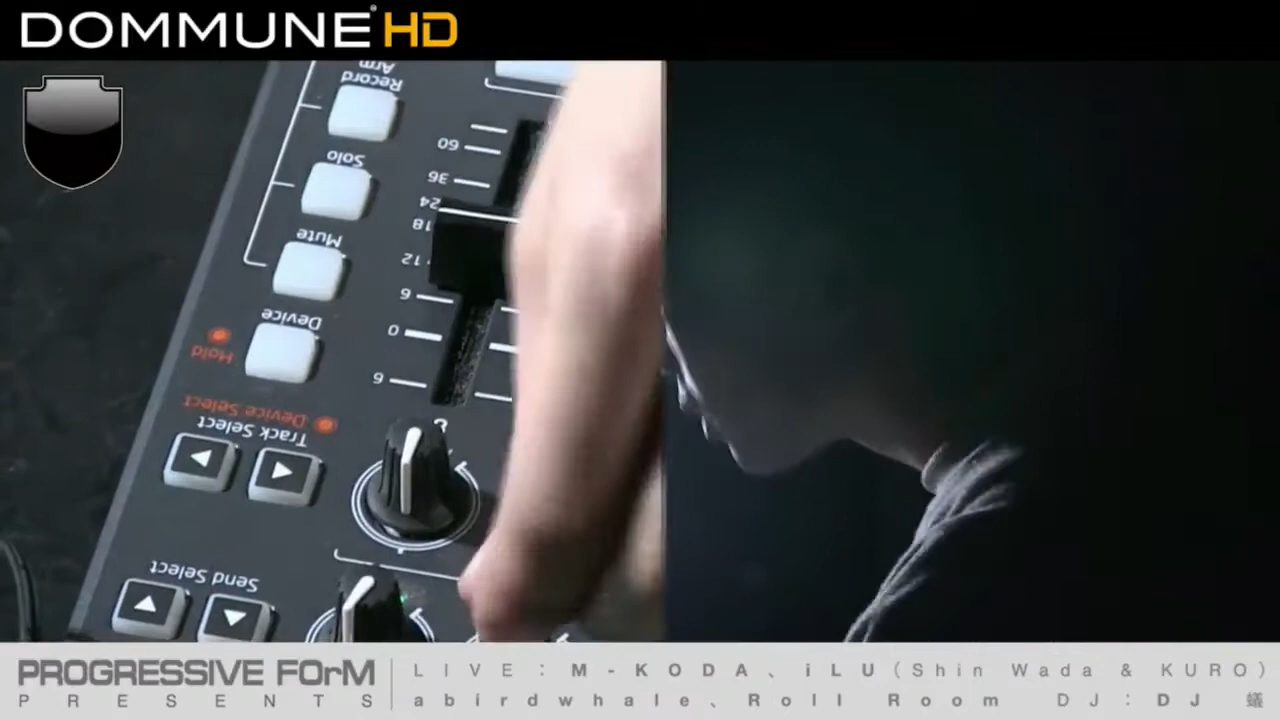 DOMMUNE HD
Record
Arm
Solo
Mute
Device
Hold
Device Select
Track Select
Send Select
60
36
24
18
12
6
0
6
8
PROGRESSIVE FOrM
PRESENTS
LIVE：M-KODA、iLU(Shin Wada & KURO)
abirdwhale、Roll Room DJ：DJ 蟻